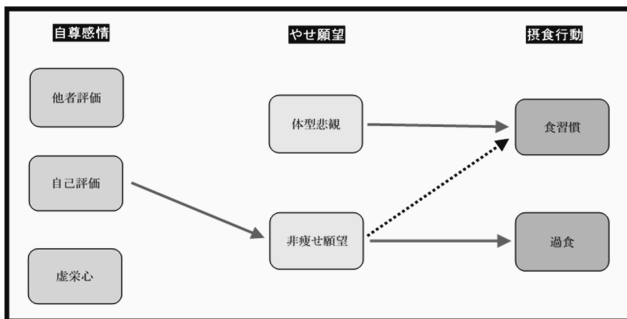 自尊感情
やせ願望
摂食行動
他者評価
体型悲観
食習慣
自己評価
非痩せ願望
過食
虚栄心